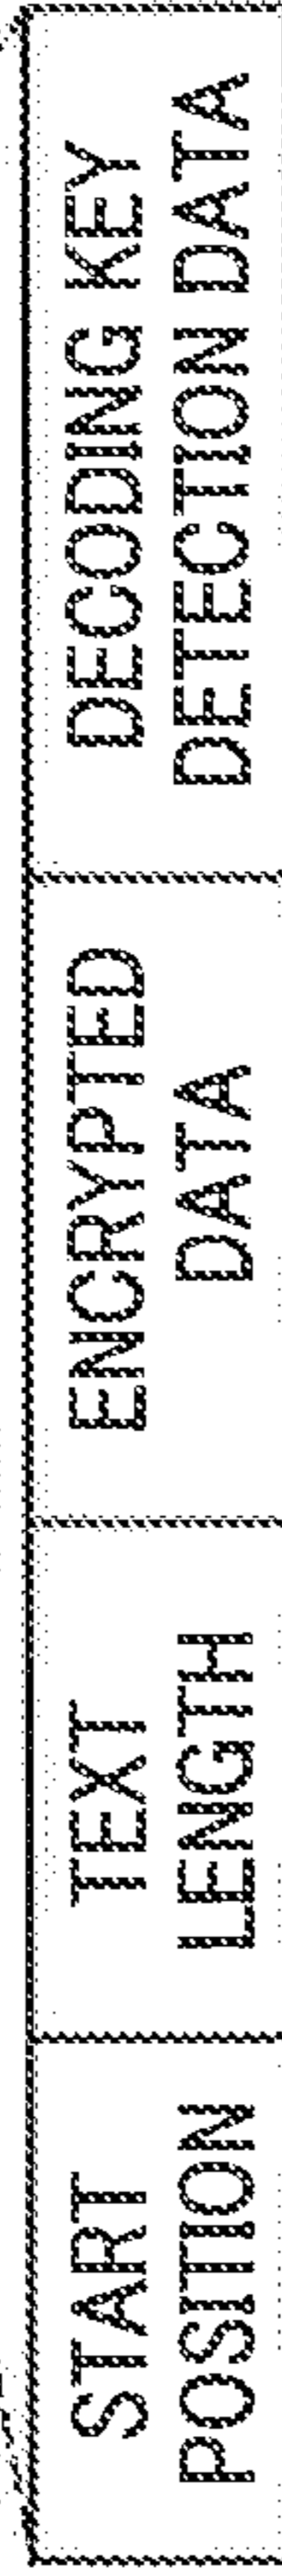 START
POSITION
TEXT
LENGTH
ENCRYPTED
DATA
DECODING KEY
DETECTION DATA